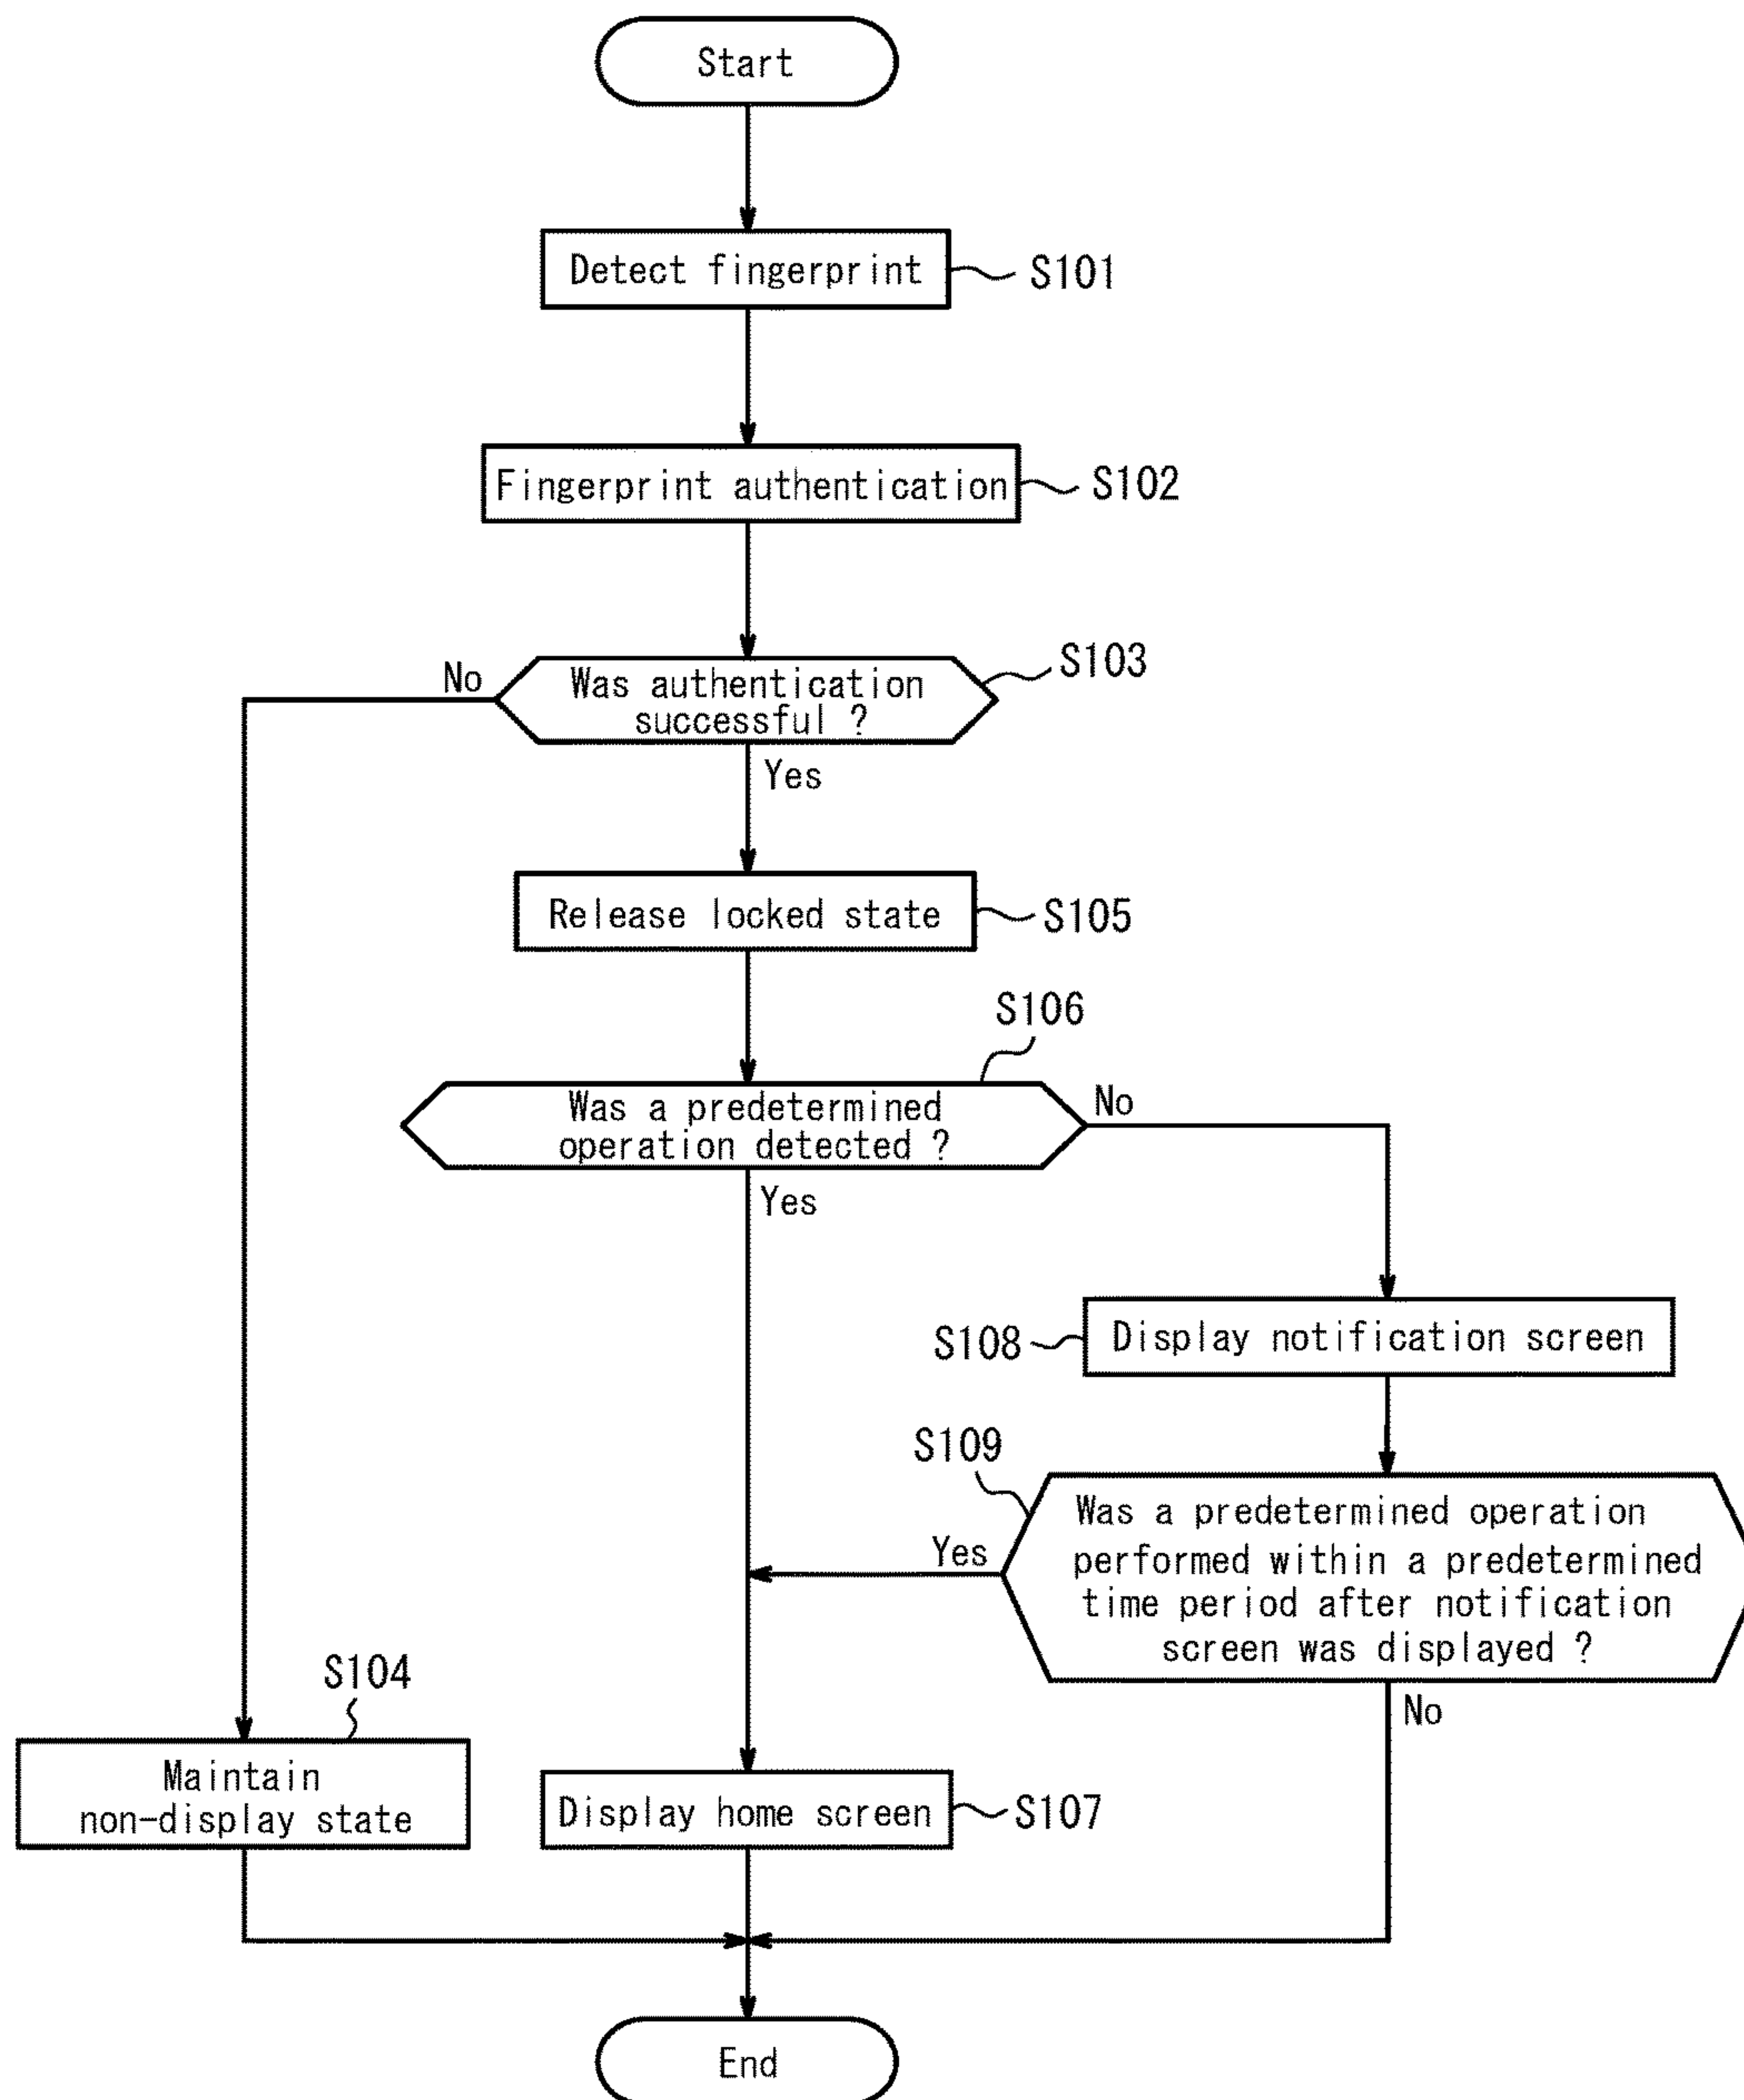 Start
Detect fingerprint
S101
Fingerprint authentication
S102
No
Was authentication
successful ?
S103
Yes
Release locked state
S105
S106
Was a predetermined
operation detected ?
No
Yes
S108
Display notification screen
S109
Yes
Was a predetermined operation
performed within a predetermined
time period after notification
screen was displayed ?
No
S104
Maintain
non-display state
Display home screen
S107
End